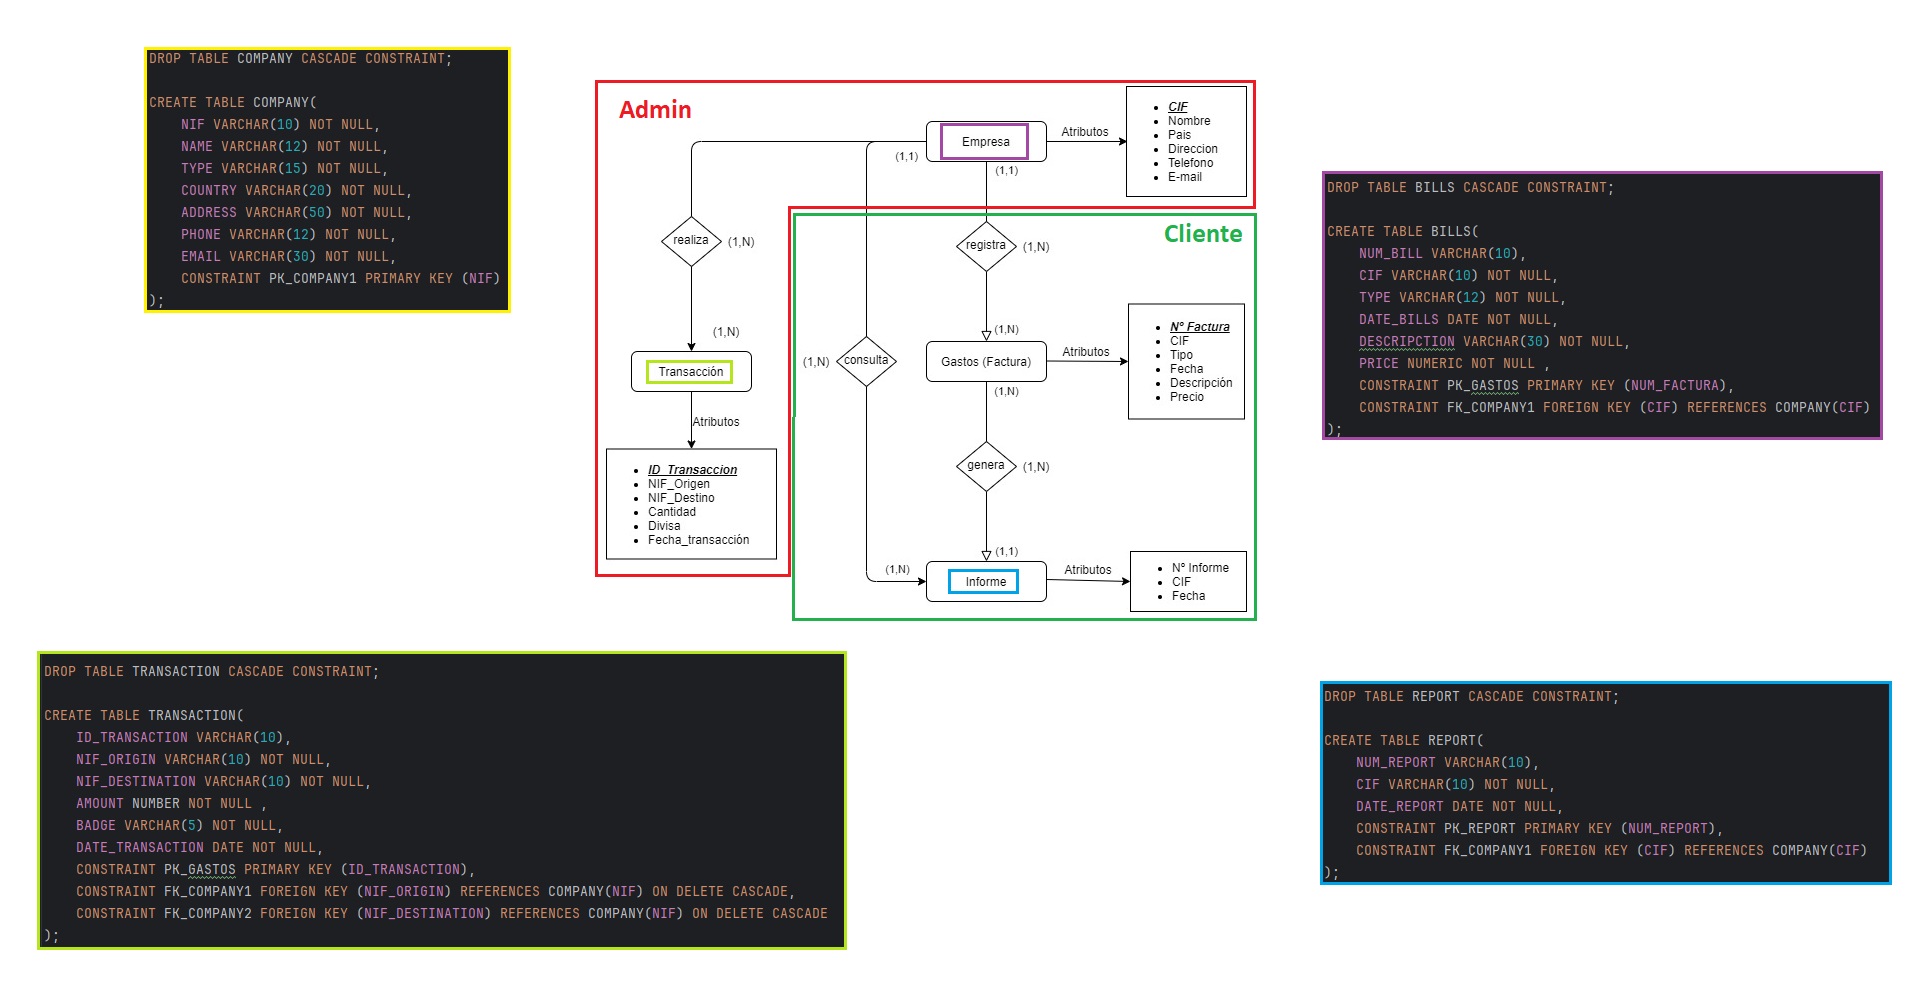 DROP TABLE COMPANY CASCADE CONSTRAINT;
CREATE TABLE COMPANY(
NIF VARCHAR(10) NOT NULL,
NAME VARCHAR(12) NOT NULL,
TYPE VARCHAR(15) NOT NULL,
COUNTRY VARCHAR(20) NOT NULL,
ADDRESS VARCHAR(50) NOT NULL,
PHONE VARCHAR(12) NOT NULL,
EMAIL VARCHAR(30) NOT NULL,
CONSTRAINT PK_COMPANY1 PRIMARY KEY (NIF)
);
Admin
Empresa
(1,1)
(1,1)
Atributos
• CIF
• Nombre
• Pais
• Direccion
• Telefono
• E-mail
realiza
(1,N)
(1,N)
Transacción
Atributos
• ID_Transaccion
• NIF_Origen
• NIF_Destino
• Cantidad
• Divisa
• Fecha_transacción
Cliente
registra
(1,N)
(1,N)
Gastos (Factura)
Atributos
• Nº Factura
• CIF
• Tipo
• Fecha
• Descripción
• Precio
(1,N)
(1,N)
consulta
genera
(1,N)
(1,1)
(1,N)
Informe
Atributos
• Nº Informe
• CIF
• Fecha
DROP TABLE BILLS CASCADE CONSTRAINT;
CREATE TABLE BILLS(
NUM_BILL VARCHAR(10),
CIF VARCHAR(10) NOT NULL,
TYPE VARCHAR(12) NOT NULL,
DATE_BILLS DATE NOT NULL,
DESCRIPCTION VARCHAR(30) NOT NULL,
PRICE NUMERIC NOT NULL ,
CONSTRAINT PK_GASTOS PRIMARY KEY (NUM_FACTURA),
CONSTRAINT FK_COMPANY1 FOREIGN KEY (CIF) REFERENCES COMPANY(CIF)
);
DROP TABLE TRANSACTION CASCADE CONSTRAINT;
CREATE TABLE TRANSACTION(
ID_TRANSACTION VARCHAR(10),
NIF_ORIGIN VARCHAR(10) NOT NULL,
NIF_DESTINATION VARCHAR(10) NOT NULL,
AMOUNT NUMBER NOT NULL ,
BADGE VARCHAR(5) NOT NULL,
DATE_TRANSACTION DATE NOT NULL,
CONSTRAINT PK_GASTOS PRIMARY KEY (ID_TRANSACTION),
CONSTRAINT FK_COMPANY1 FOREIGN KEY (NIF_ORIGIN) REFERENCES COMPANY(NIF) ON DELETE CASCADE,
CONSTRAINT FK_COMPANY2 FOREIGN KEY (NIF_DESTINATION) REFERENCES COMPANY(NIF) ON DELETE CASCADE
);
DROP TABLE REPORT CASCADE CONSTRAINT;
CREATE TABLE REPORT(
NUM_REPORT VARCHAR(10),
CIF VARCHAR(10) NOT NULL,
DATE_REPORT DATE NOT NULL,
CONSTRAINT PK_REPORT PRIMARY KEY (NUM_REPORT),
CONSTRAINT FK_COMPANY1 FOREIGN KEY (CIF) REFERENCES COMPANY(CIF)
);